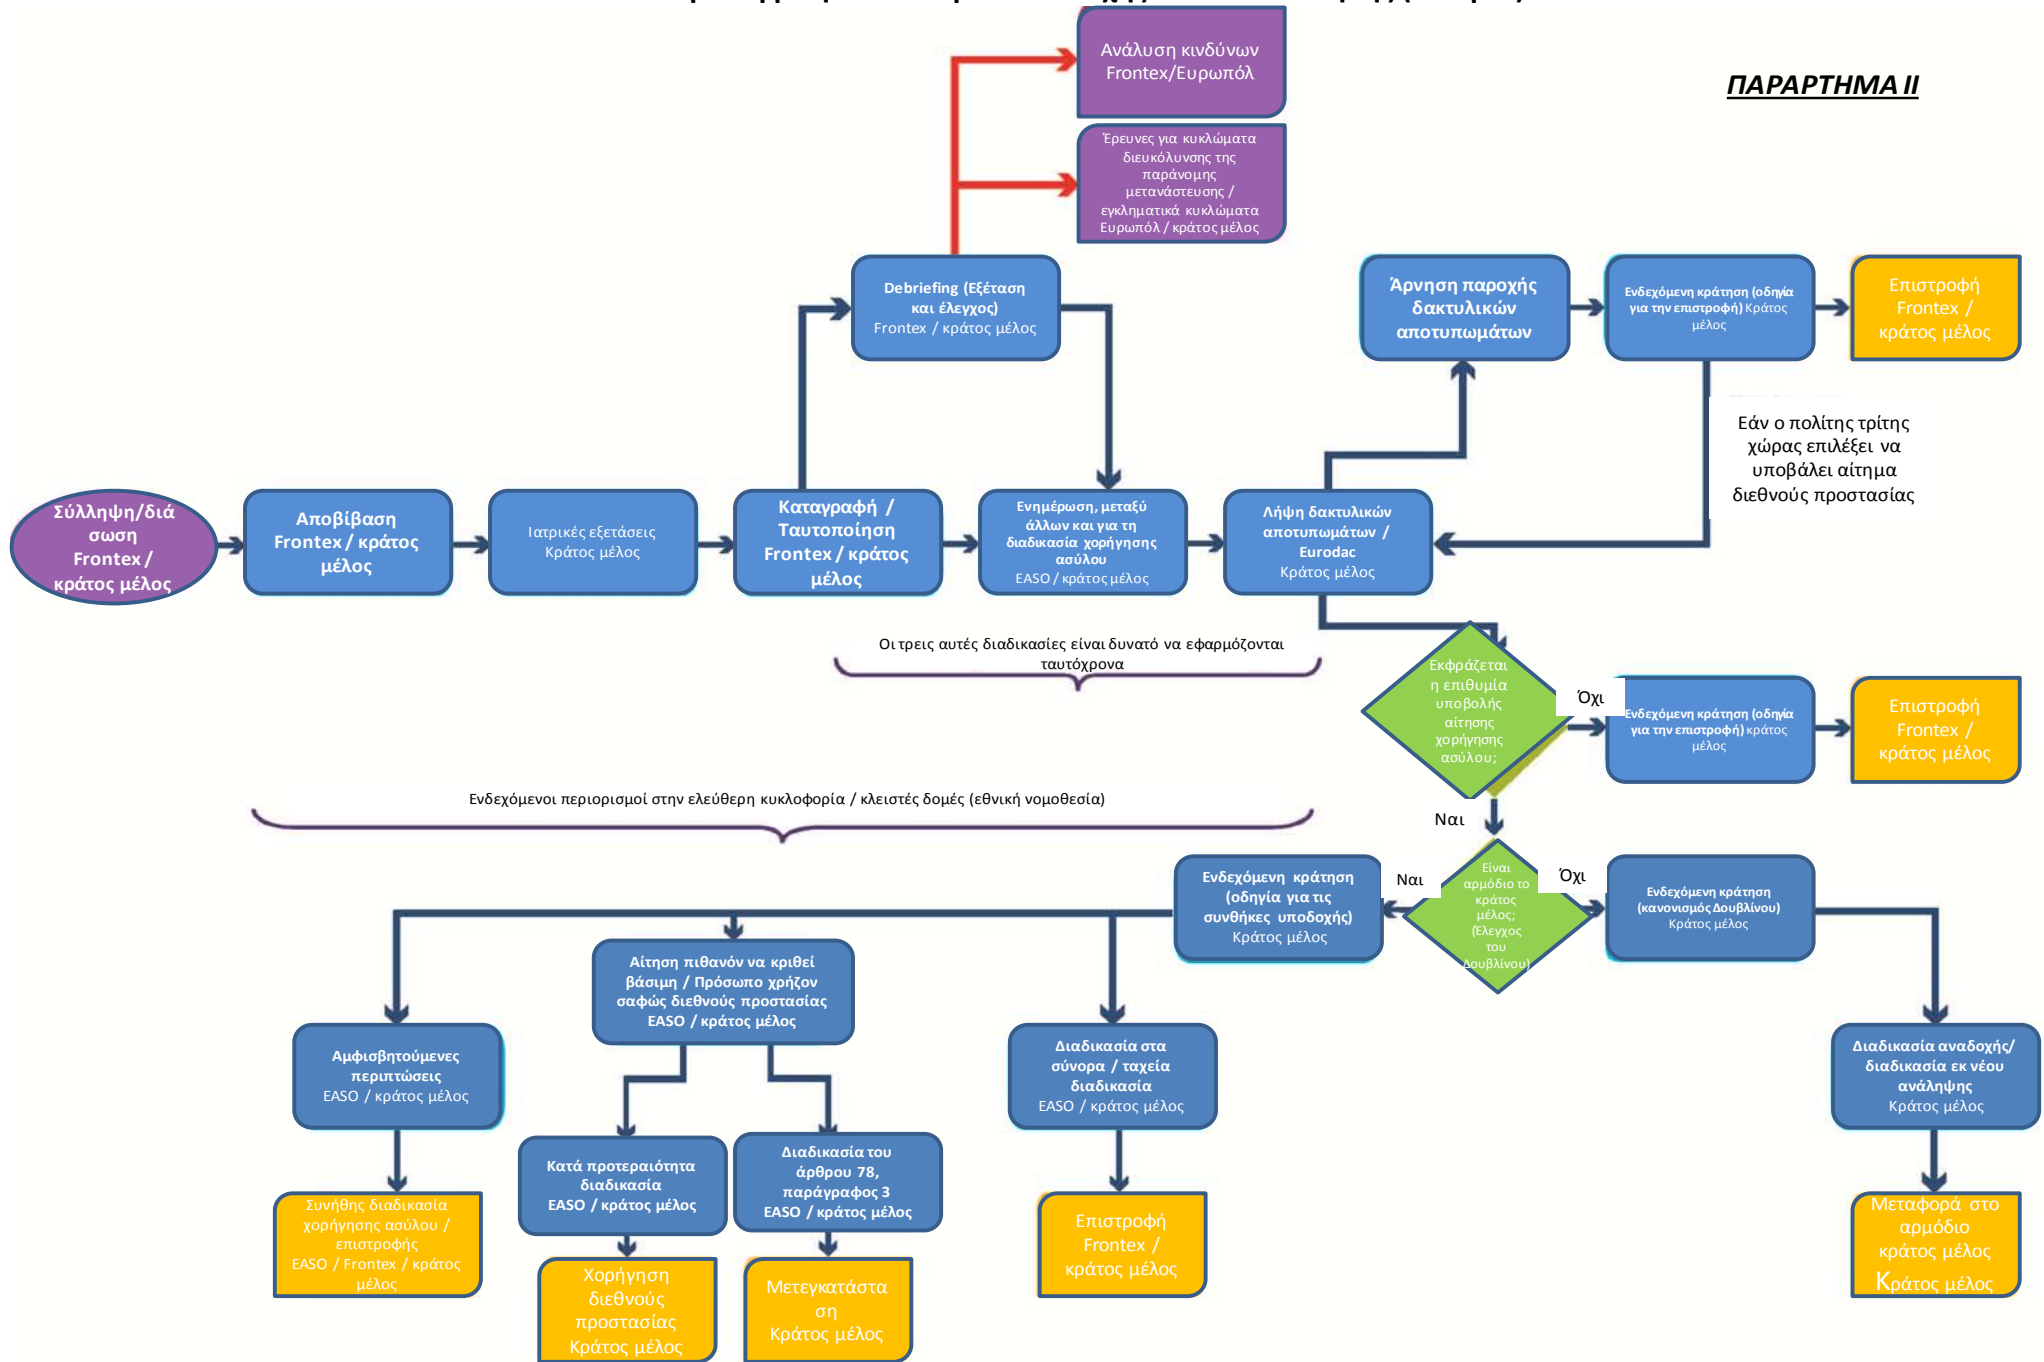 ΠΑΡΑΡΤΗΜΑ II
Ανάλυση κινδύνων
Frontex/Ευρωπόλ
Έρευνες για κυκλώματα
διευκόλυνσης της
παράνομης
μετανάστευσης /
εγκληματικά κυκλώματα
Ευρωπόλ / κράτος μέλος
Debriefing (Εξέταση
και έλεγχος)
Frontex / κράτος μέλος
Άρνηση παροχής
δακτυλικών
αποτυπωμάτων
Ενδεχόμενη κράτηση (οδηγία
για την επιστροφή) Κράτος
μέλος
Επιστροφή
Frontex /
κράτος μέλος
Εάν ο πολίτης τρίτης
χώρας επιλέξει να
υποβάλει αίτημα
διεθνούς προστασίας
Σύλληψη/διά
σωση
Frontex /
κράτος μέλος
Αποβίβαση
Frontex / κράτος
μέλος
Ιατρικές εξετάσεις
Κράτος μέλος
Καταγραφή /
Ταυτοποίηση
Frontex / κράτος
μέλος
Ενημέρωση, μεταξύ
άλλων και για τη
διαδικασία χορήγησης
ασύλου
EASO / κράτος μέλος
Λήψη δακτυλικών
αποτυπωμάτων /
Eurodac
Κράτος μέλος
Οι τρεις αυτές διαδικασίες είναι δυνατό να εφαρμόζονται
ταυτόχρονα
Εκφράζεται
η επιθυμία
υποβολής
αίτησης
χορήγησης
ασύλου;
Όχι
Ενδεχόμενη κράτηση (οδηγία
για την επιστροφή) κράτος
μέλος
Επιστροφή
Frontex /
κράτος μέλος
Ενδεχόμενοι περιορισμοί στην ελεύθερη κυκλοφορία / κλειστές δομές (εθνική νομοθεσία)
Ναι
Ενδεχόμενη κράτηση
(οδηγία για τις
συνθήκες υποδοχής)
Κράτος μέλος
Ναι
Είναι
αρμόδιο το
κράτος
μέλος;
(Έλεγχος
του
Δουβλίνου)
Όχι
Ενδεχόμενη κράτηση
(κανονισμός Δουβλίνου)
Κράτος μέλος
Αίτηση πιθανόν να κριθεί
βάσιμη / Πρόσωπο χρήζον
σαφώς διεθνούς προστασίας
EASO / κράτος μέλος
Αμφισβητούμενες
περιπτώσεις
EASO / κράτος μέλος
Διαδικασία στα
σύνορα / ταχεία
διαδικασία
EASO / κράτος μέλος
Διαδικασία αναδοχής/
διαδικασία εκ νέου
ανάληψης
Κράτος μέλος
Κατά προτεραιότητα
διαδικασία
EASO / κράτος μέλος
Διαδικασία του
άρθρου 78,
παράγραφος 3
EASO / κράτος μέλος
Συνήθης διαδικασία
χορήγησης ασύλου /
επιστροφής
EASO / Frontex / κράτος
μέλος
Χορήγηση
διεθνούς
προστασίας
Κράτος μέλος
Μετεγκατάστα
ση
Κράτος μέλος
Επιστροφή
Frontex /
κράτος μέλος
Μεταφορά στο
αρμόδιο
κράτος μέλος
Κράτος μέλος